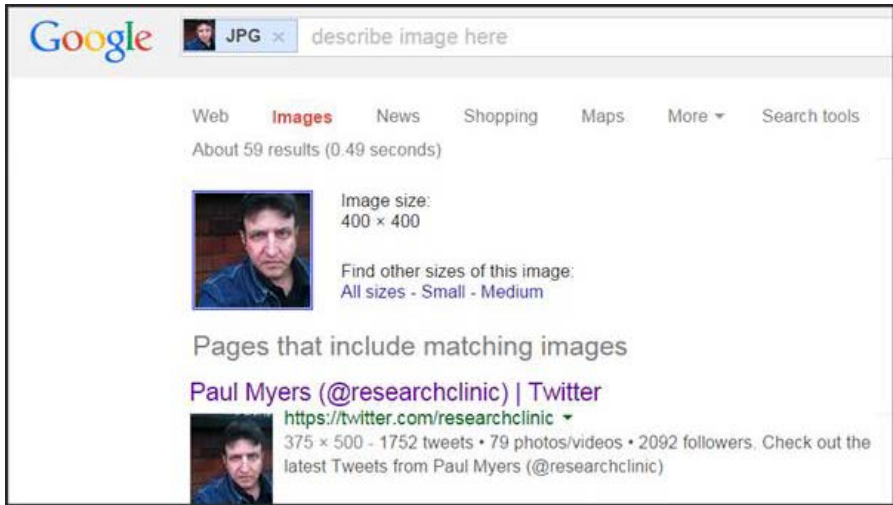 Google JPG × describe image here
Web Images News Shopping Maps More Search tools
About 59 results (0.49 seconds)
Image size:
400 × 400
Find other sizes of this image:
All sizes - Small - Medium
Pages that include matching images
Paul Myers (@researchclinic) | Twitter
https://twitter.com/researchclinic
375 × 500 - 1752 tweets • 79 photos/videos • 2092 followers. Check out the
latest Tweets from Paul Myers (@researchclinic)